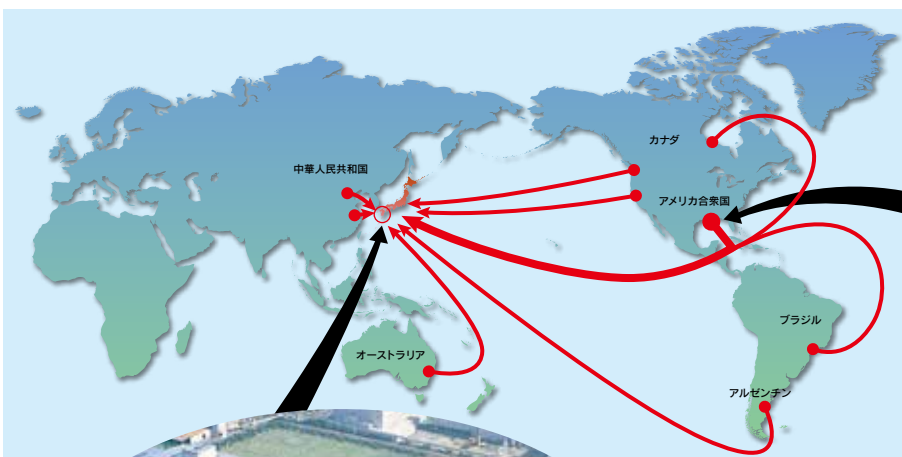 カナダ
中華人民共和国
アメリカ合衆国
ブラジル
オーストラリア
アルゼンチン